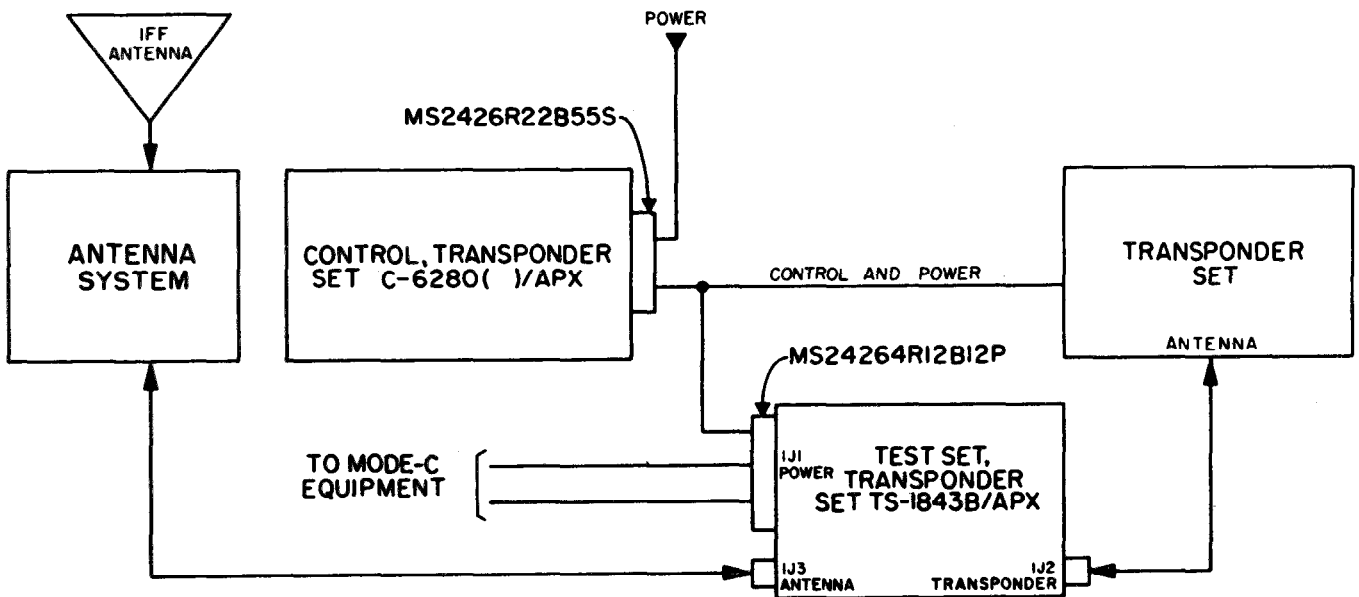 IFF
ANTENNA
POWER
MS2426R22B55S
ANTENNA
SYSTEM
CONTROL, TRANSPONDER
SET C-6280( )/APX
CONTROL AND POWER
TRANSPONDER
SET
ANTENNA
MS24264R12B12P
TO MODE-C
EQUIPMENT
1J1
POWER
TEST SET,
TRANSPONDER
SET TS-1843B/APX
1J3
ANTENNA
1J2
TRANSPONDER